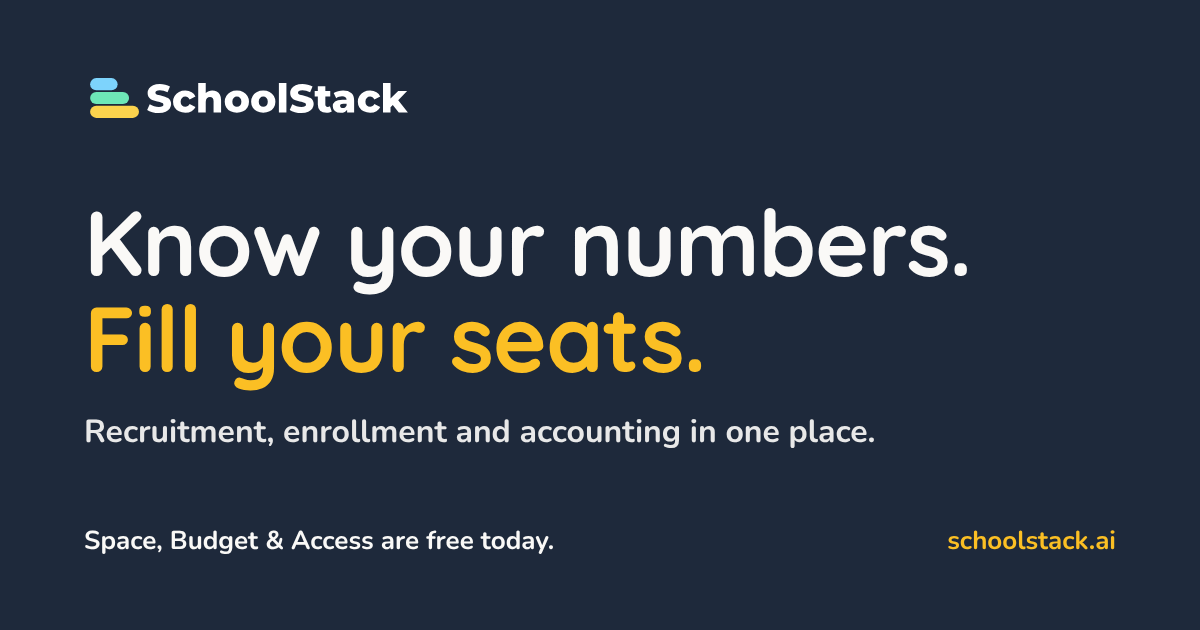 SchoolStack
Know your numbers.
Fill your seats.
Recruitment, enrollment and accounting in one place.
Space, Budget & Access are free today.
schoolstack.ai